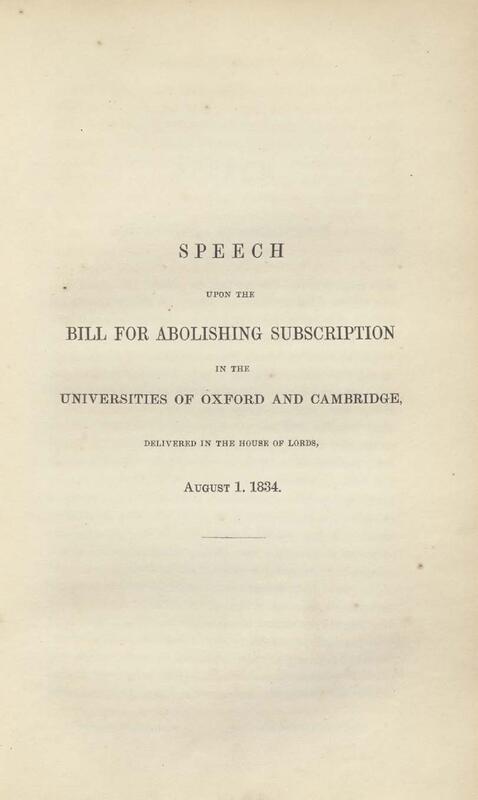 SPEECH
UPON THE
BILL FOR ABOLISHING SUBSCRIPTION
IN THE
UNIVERSITIES OF OXFORD AND CAMBRIDGE,
DELIVERED IN THE HOUSE OF LORDS,
AUGUST 1. 1834.